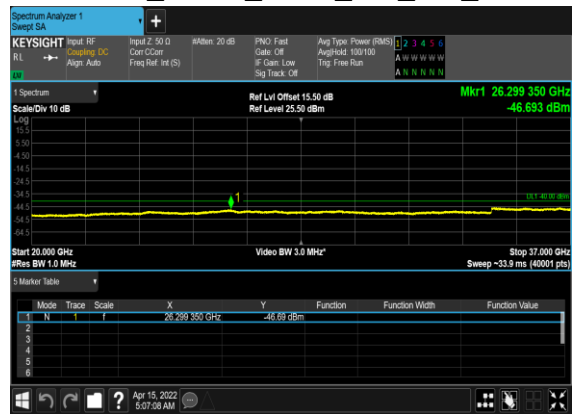 Spectrum Analyzer 1
Swept SA
KEYSIGHT
RL
Input: RF
Coupling: DC
Align: Auto
Input Z: 50 Ω
Corr CCorr
Freq Ref: Int (S)
#Atten: 20 dB
PNO: Fast
Gate: Off
IF Gain: Low
Sig Track: Off
Avg Type: Power (RMS)
Avg|Hold: 100/100
Trig: Free Run
1 2 3 4 5 6
A W W W W W
A N N N N N
1 Spectrum
Scale/Div 10 dB
Ref Lvl Offset 15.50 dB
Ref Level 25.50 dBm
Mkr1 26.299 350 GHz
-46.693 dBm
Log
15.5
5.50
-4.50
-14.5
-24.5
-34.5
-44.5
-54.5
-64.5
1
Start 20.000 GHz
#Res BW 1.0 MHz
Video BW 3.0 MHz*
Stop 37.000 GHz
Sweep ~33.9 ms (40001 pts)
5 Marker Table
Mode Trace Scale X Y Function Function Width Function Value
1 N 1 f 26.299 350 GHz -46.69 dBm
2
3
4
5
6
?
Apr 15, 2022
5:07:08 AM